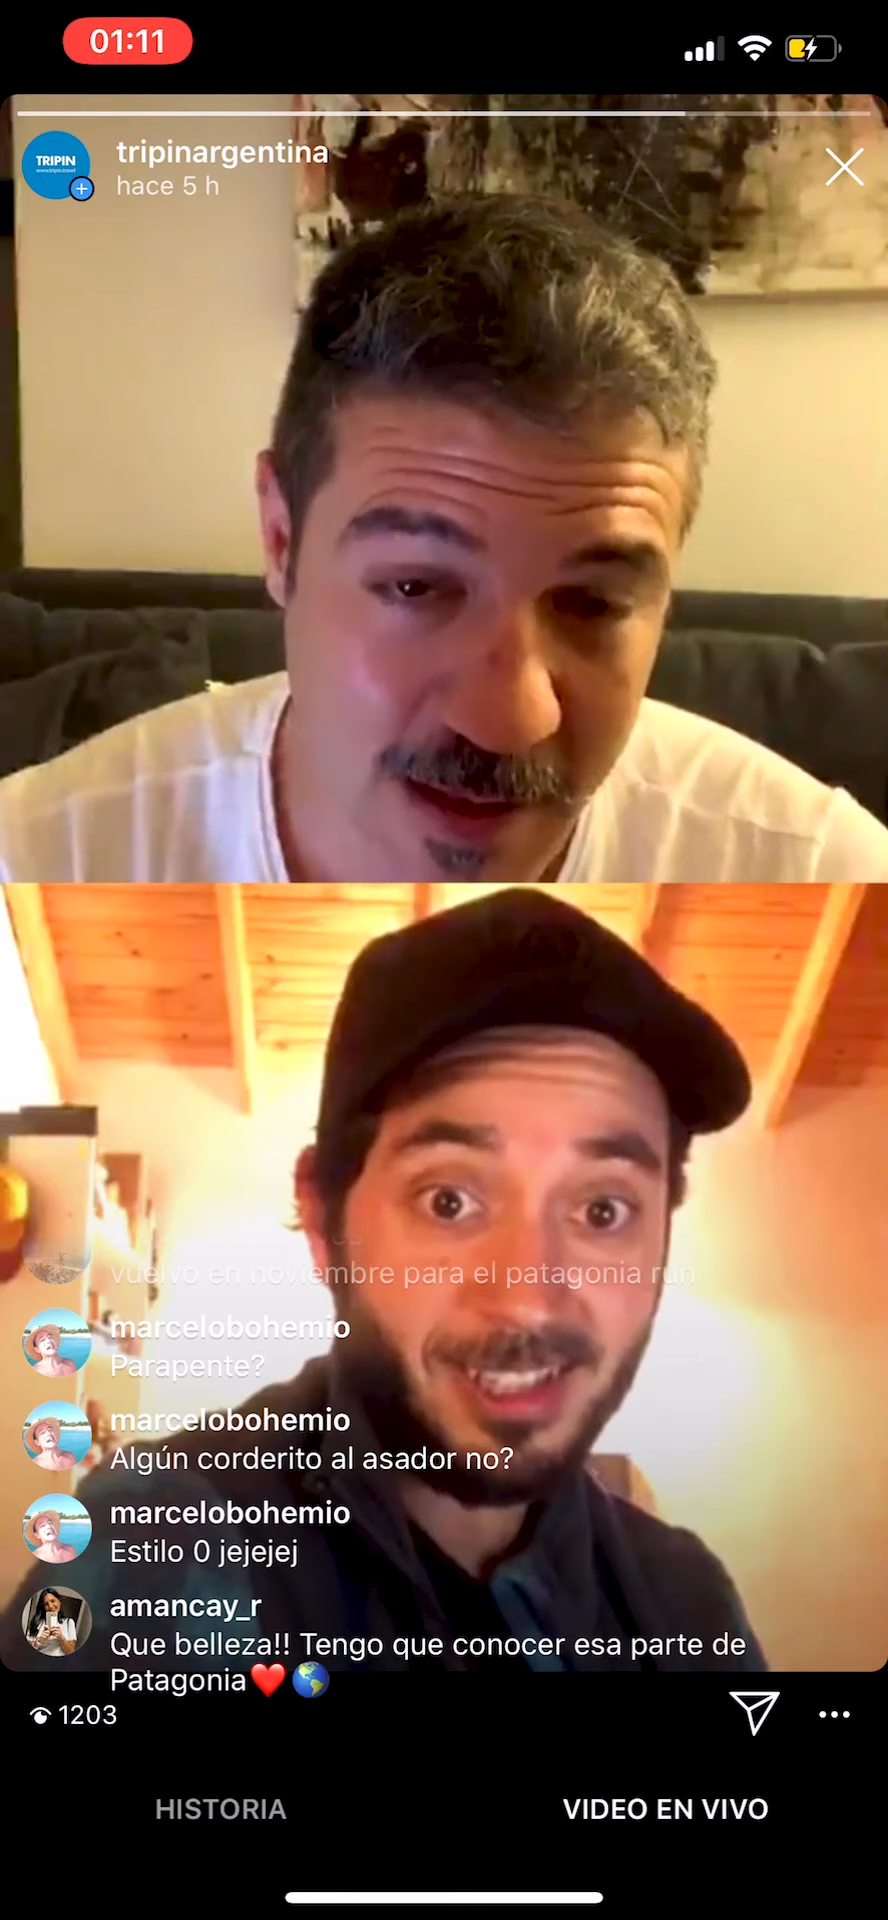 01:11
TRIPIN
tripinargentina
hace 5 h
vuelvo en noviembre para el patagonia run
marcelobohemio
Parapente?
marcelobohemio
Algún corderito al asador no?
marcelobohemio
Estilo 0 jejejej
amancay_r
Que belleza!! Tengo que conocer esa parte de
Patagonia❤️🌎
1203
HISTORIA
VIDEO EN VIVO